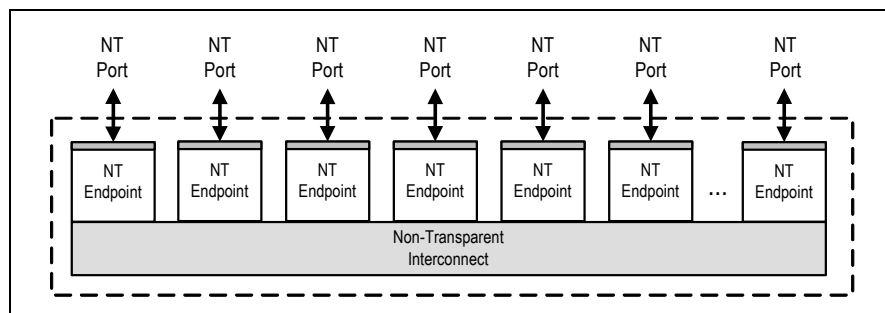 NT NT NT NT NT NT NT
Port Port Port Port Port Port Port
NT NT NT NT NT NT NT
Endpoint Endpoint Endpoint Endpoint Endpoint Endpoint ... Endpoint
Non-Transparent
Interconnect